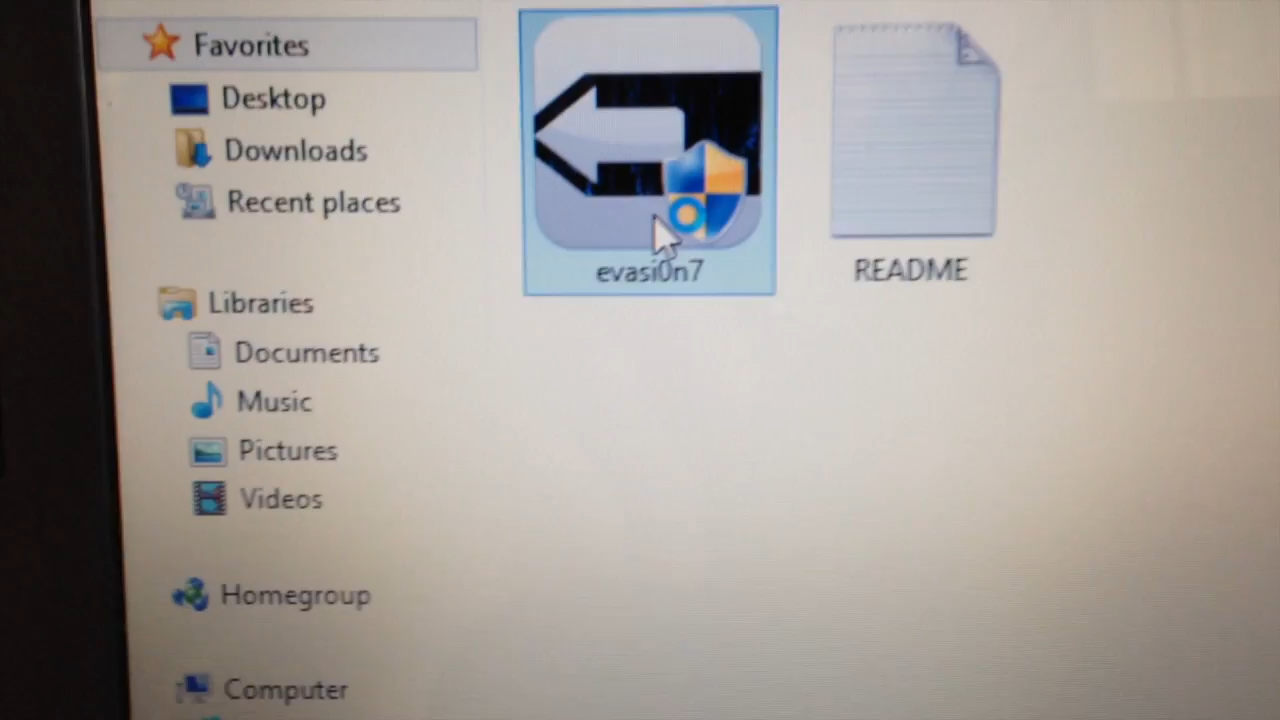 Favorites
Desktop
Downloads
Recent places
Libraries
Documents
Music
Pictures
Videos
Homegroup
Computer
evasi0n7
README